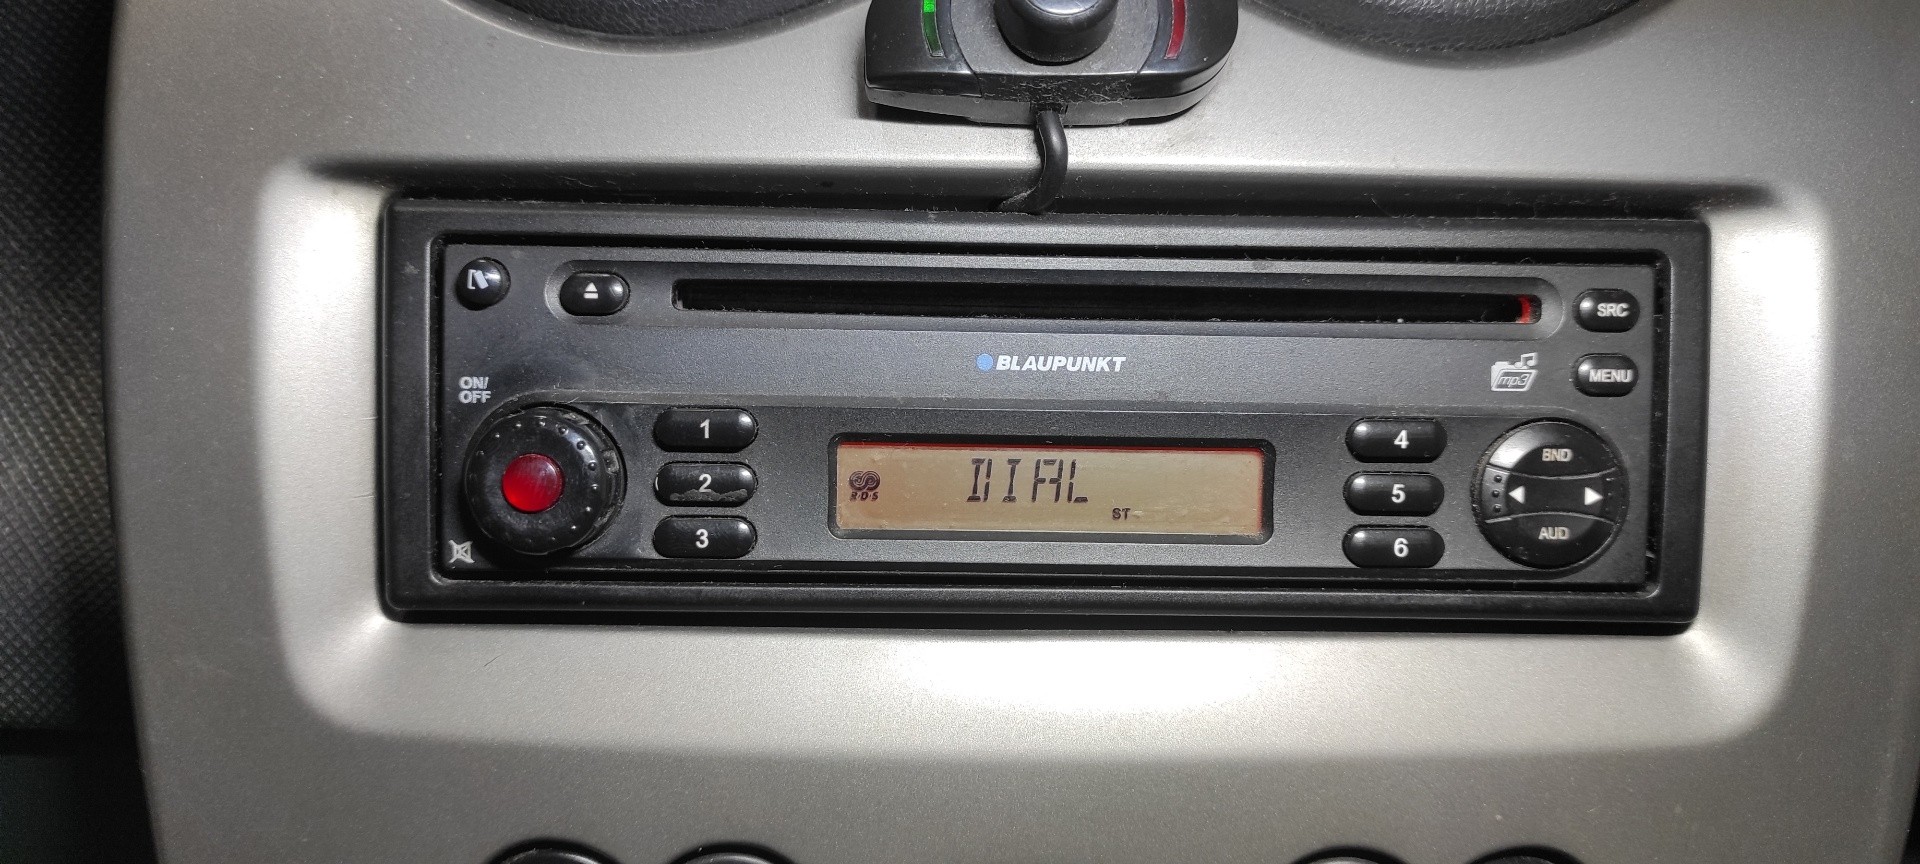 SRC
BLAUPUNKT
mp3
MENU
ON/
OFF
1
4
BND
2
RDS
DIAL
ST
5
3
6
AUD